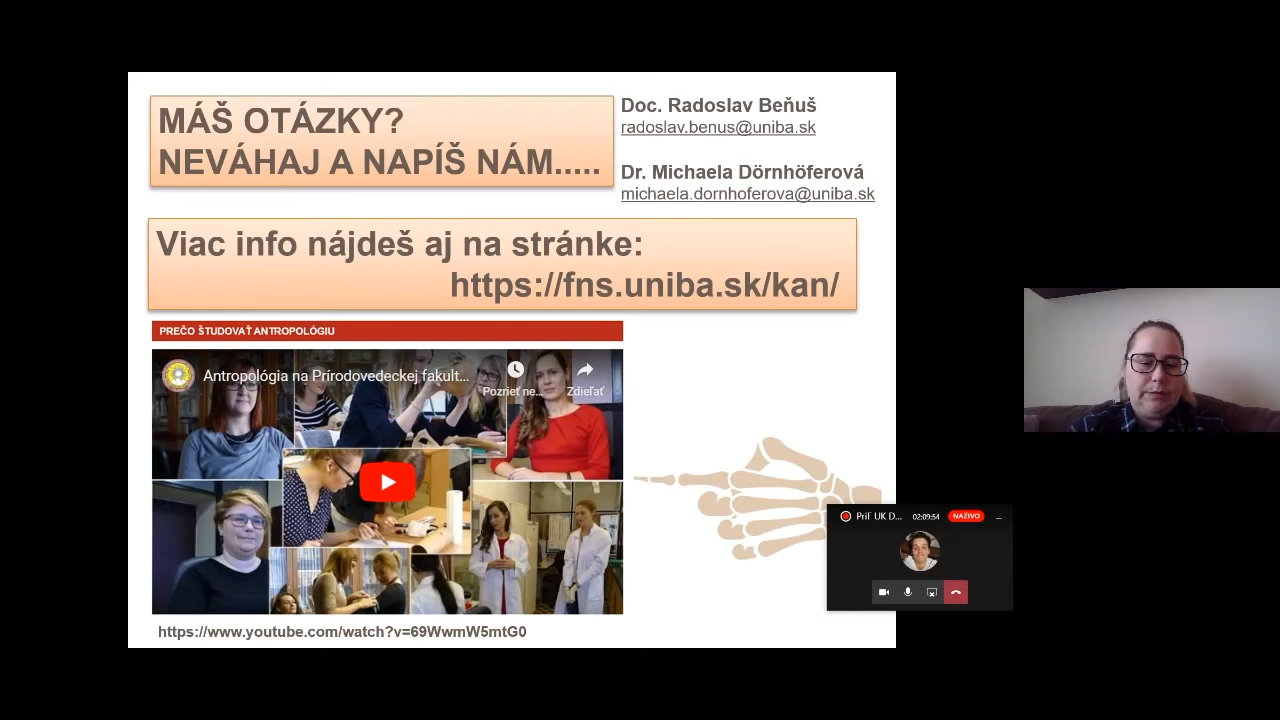 MÁŠ OTÁZKY?
NEVÁHAJ A NAPÍŠ NÁM.....
Doc. Radoslav Beňuš
radoslav.benus@uniba.sk
Dr. Michaela Dörnhöferová
michaela.dornhoferova@uniba.sk
Viac info nájdeš aj na stránke:
https://fns.uniba.sk/kan/
PREČO ŠTUDOVAŤ ANTROPOLÓGIU
Antropológia na Prírodovedeckej fakult...
Pozrieť ne...
Zdieľať
PriF UK D...
02:09:54
NAŽIVO
https://www.youtube.com/watch?v=69WwmW5mtG0